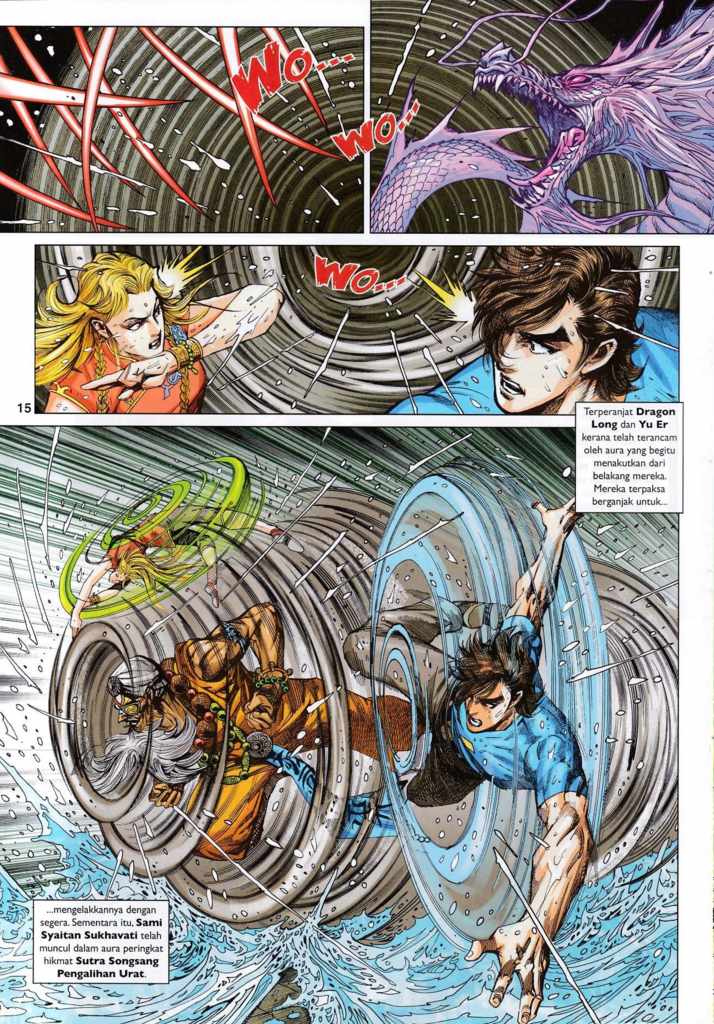 WO...
WO...
WO...
15
Terperanjat Dragon
Long dan Yu Er
kerana telah terancam
oleh aura yang begitu
menakutkan dari
belakang mereka.
Mereka terpaksa
berganjak untuk...
...mengelakkannya dengan
segera. Sementara itu, Sami
Syaitan Sukhavati telah
muncul dalam aura peringkat
hikmat Sutra Songsang
Pengalihan Urat.